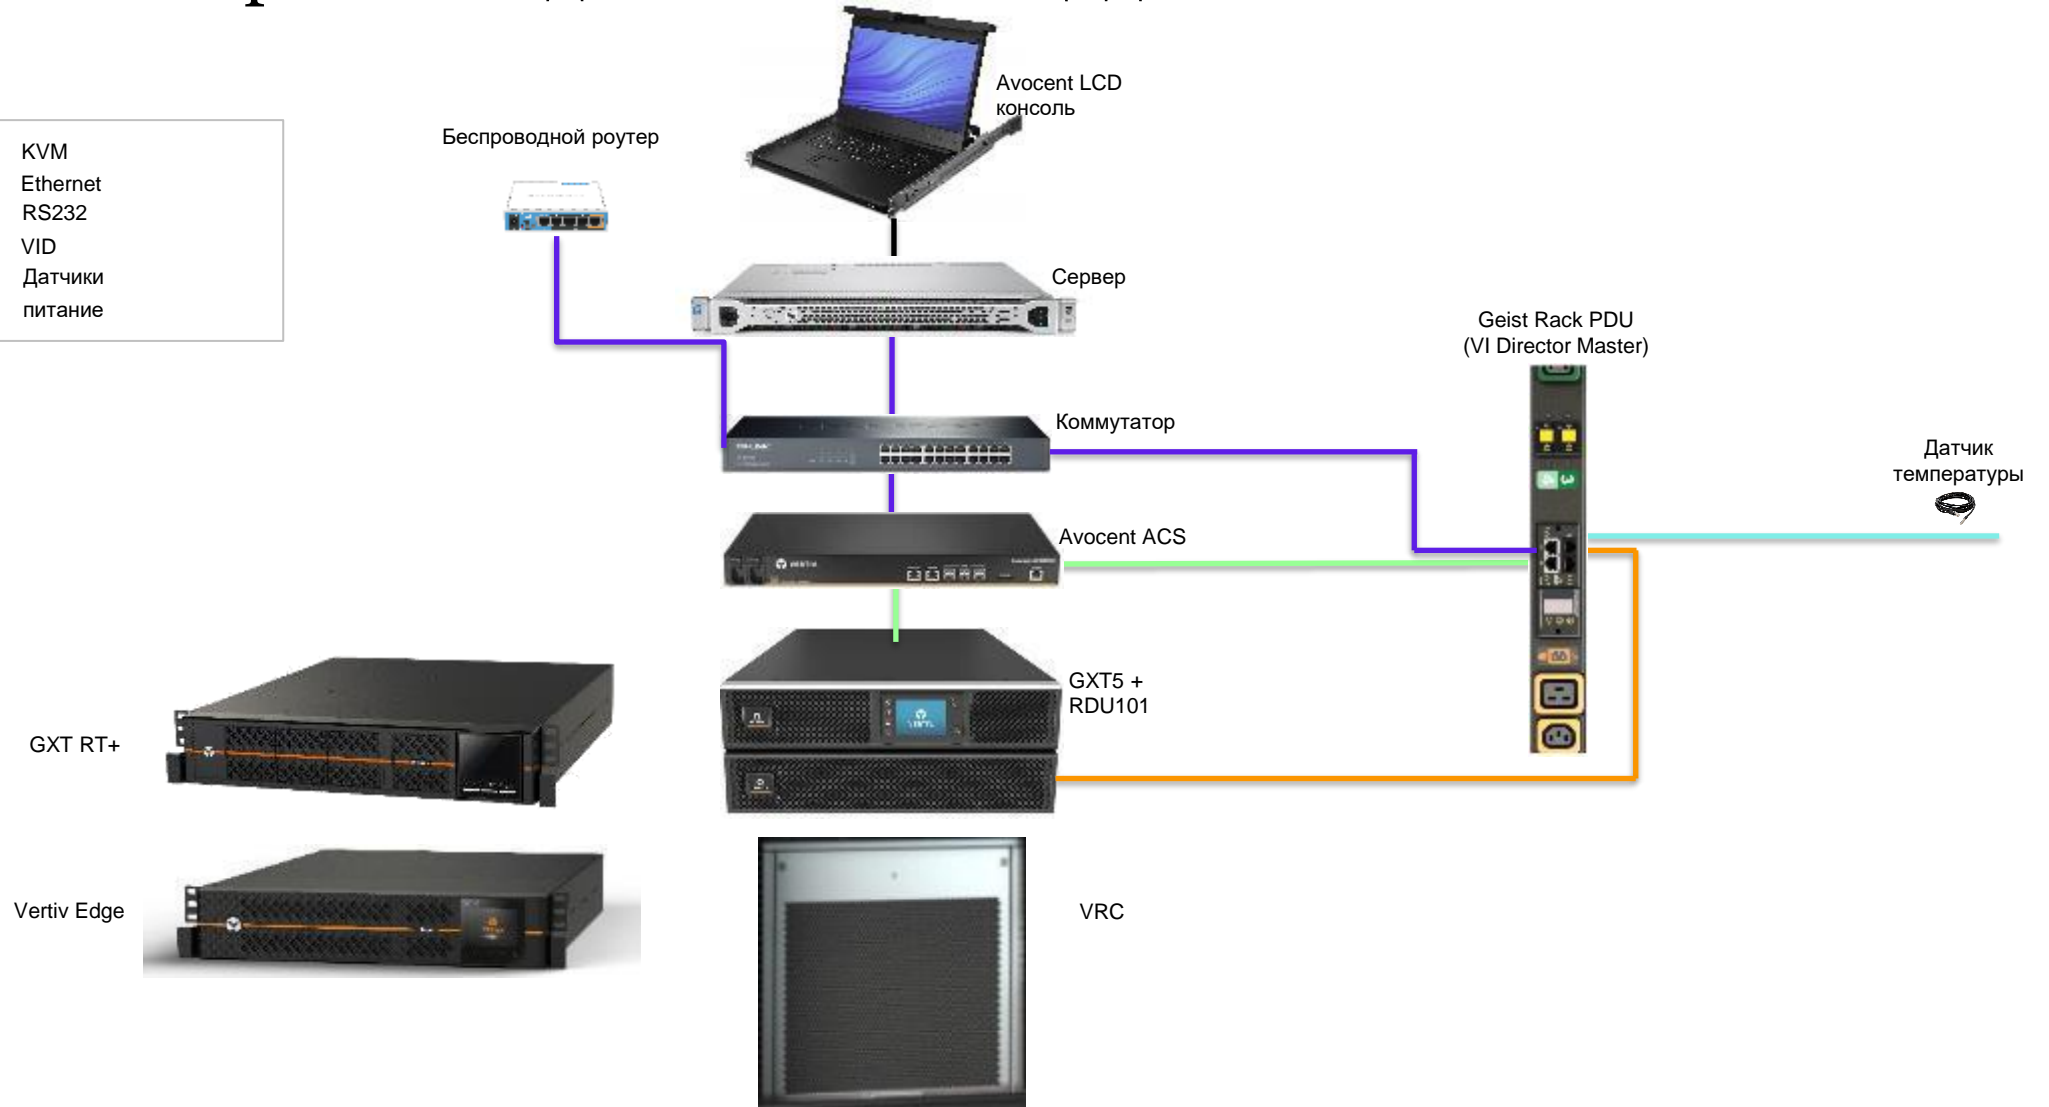 Avocent LCD
консоль
Беспроводной роутер
KVM
Ethernet
RS232
VID
Датчики
питание
Сервер
Geist Rack PDU
(VI Director Master)
Коммутатор
Датчик
температуры
Avocent ACS
VERTIV
GXT5 +
RDU101
GXT RT+
Vertiv Edge
VRC